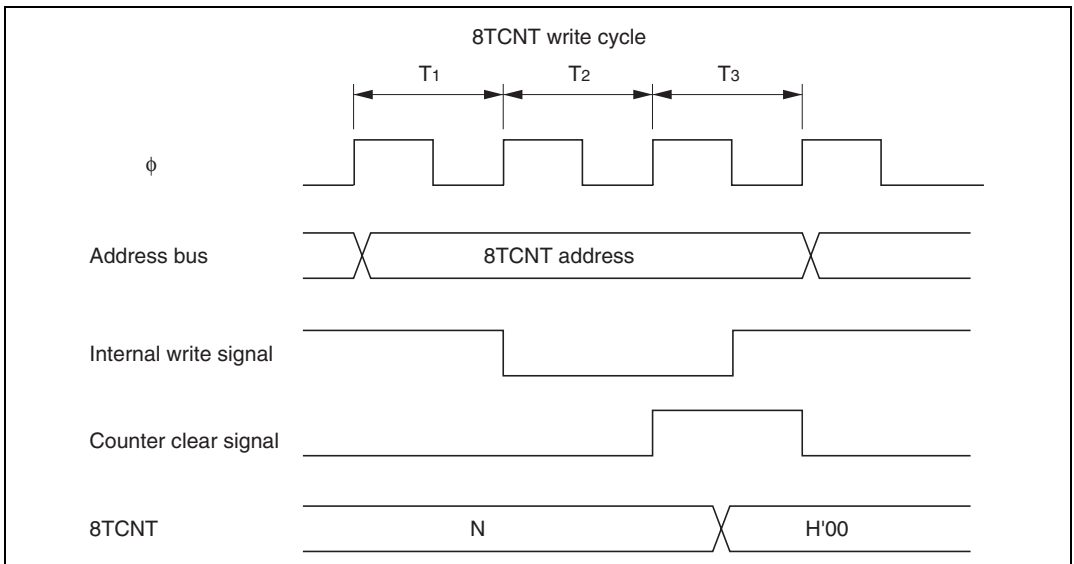 8TCNT write cycle
T1 T2 T3
ϕ
Address bus 8TCNT address
Internal write signal
Counter clear signal
8TCNT N H'00